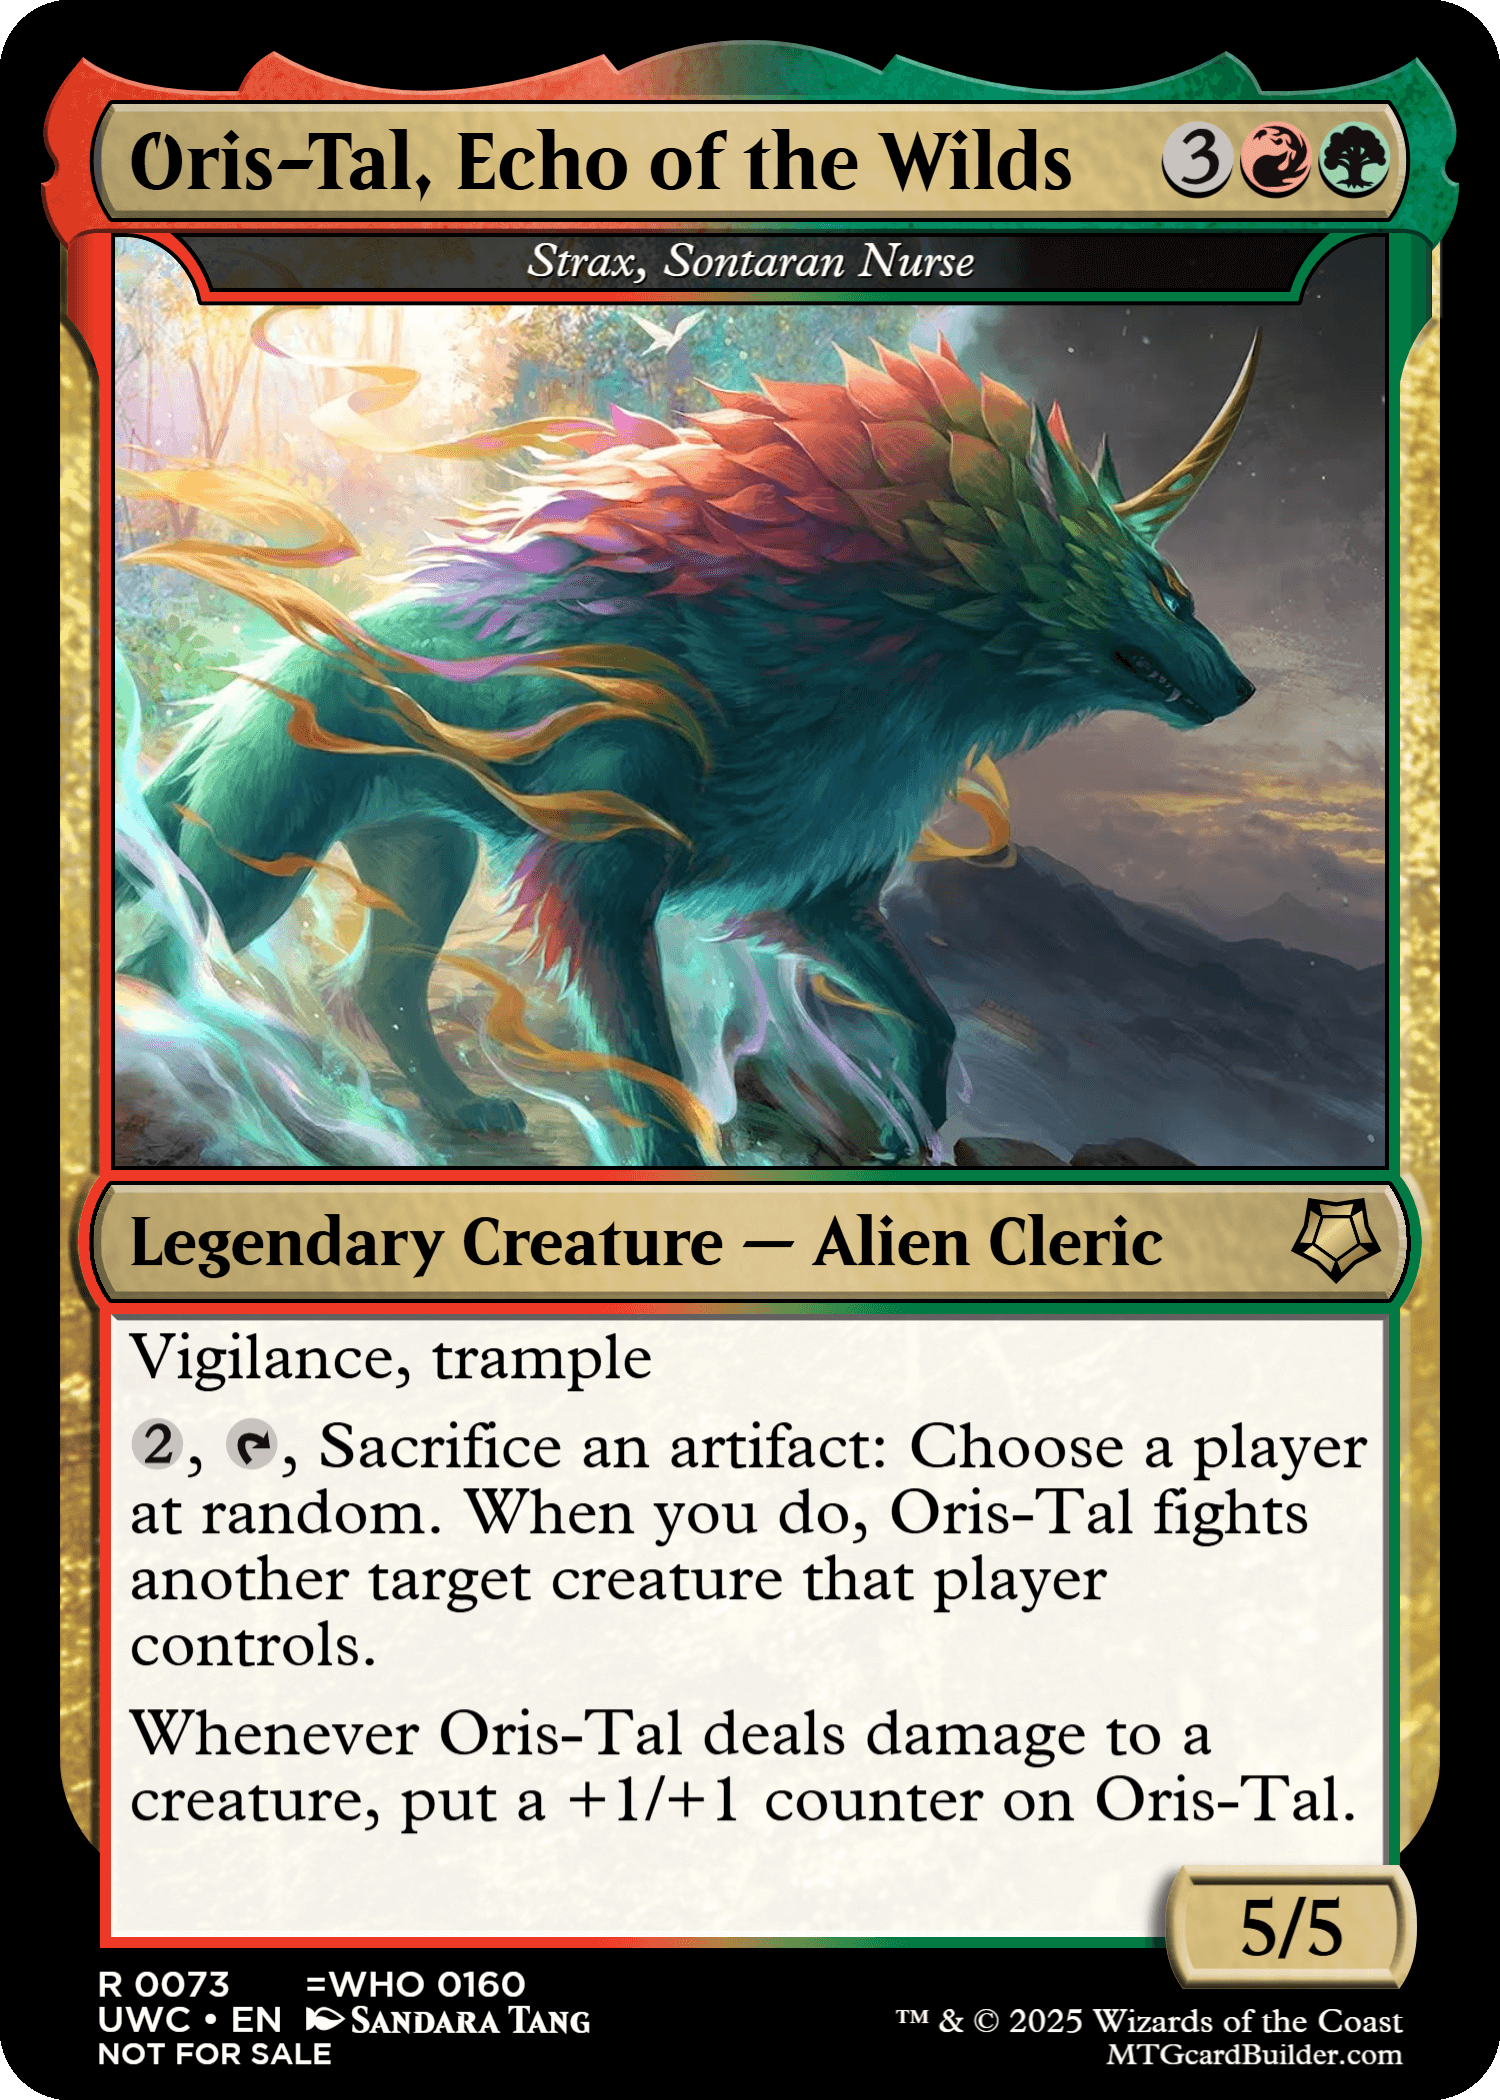 Oris-Tal, Echo of the Wilds 3
Strax, Sontaran Nurse
Legendary Creature — Alien Cleric
Vigilance, trample
2, , Sacrifice an artifact: Choose a player
at random. When you do, Oris-Tal fights
another target creature that player
controls.
Whenever Oris-Tal deals damage to a
creature, put a +1/+1 counter on Oris-Tal.
5/5
R 0073 =WHO 0160
UWC • EN SANDARA TANG
NOT FOR SALE
™ & © 2025 Wizards of the Coast
MTGcardBuilder.com